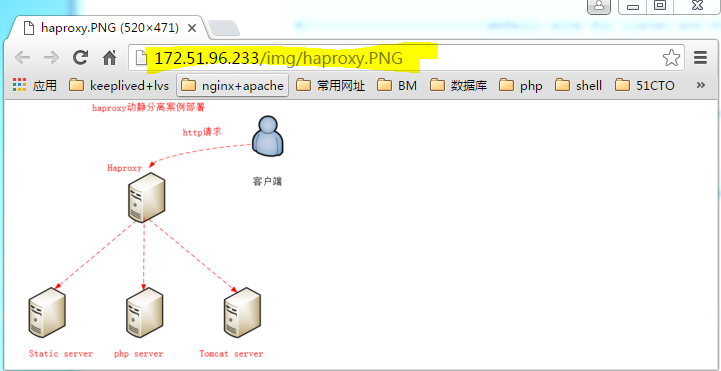 haproxy.PNG (520×471)
172.51.96.233/img/haproxy.PNG
应用 keeplived+lvs nginx+apache 常用网址 BM 数据库 php shell 51CTO »
haproxy动静分离案例部署
http请求
Haproxy
客户端
Static server php server Tomcat server